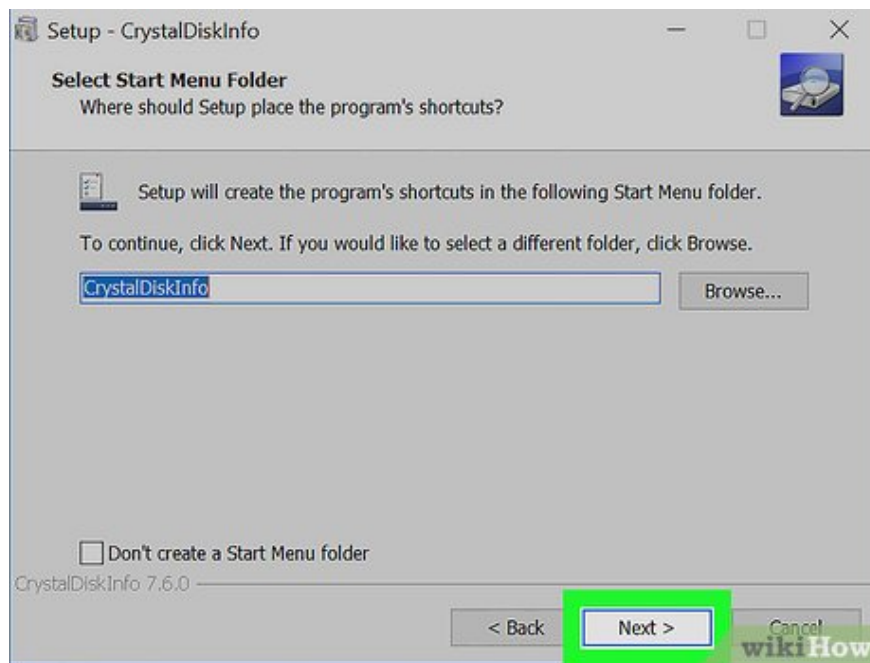 Setup - CrystalDiskInfo
Select Start Menu Folder
Where should Setup place the program's shortcuts?
Setup will create the program's shortcuts in the following Start Menu folder.
To continue, click Next. If you would like to select a different folder, click Browse.
CrystalDiskInfo
Browse...
Don't create a Start Menu folder
CrystalDiskInfo 7.6.0
< Back
Next >
Cancel
wikiHow